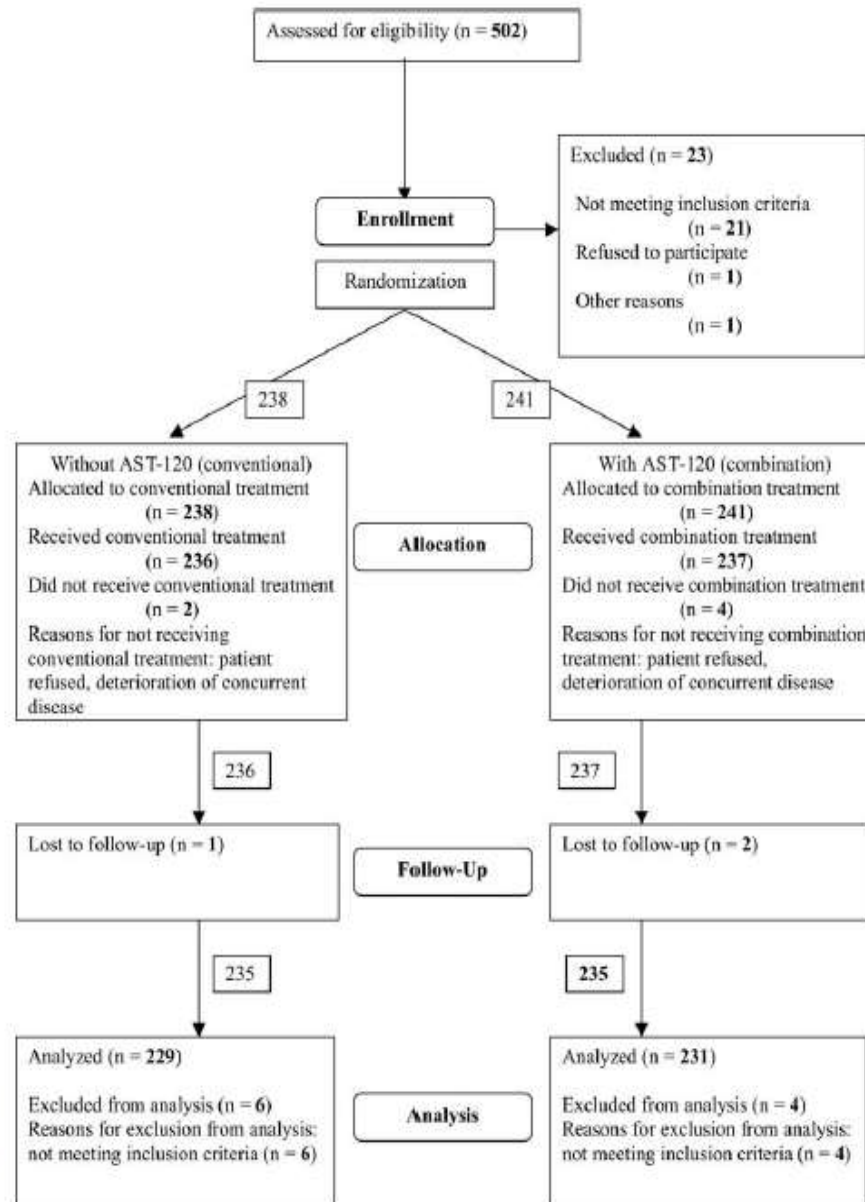 Assessed for eligibility (n = 502)
Excluded (n = 23)
Not meeting inclusion criteria
(n = 21)
Refused to participate
(n = 1)
Other reasons
(n = 1)
Enrollment
Randomization
238
241
Without AST-120 (conventional)
Allocated to conventional treatment
(n = 238)
Received conventional treatment
(n = 236)
Did not receive conventional treatment
(n = 2)
Reasons for not receiving
conventional treatment: patient
refused, deterioration of concurrent
disease
Allocation
With AST-120 (combination)
Allocated to combination treatment
(n = 241)
Received combination treatment
(n = 237)
Did not receive combination treatment
(n = 4)
Reasons for not receiving combination
treatment: patient refused,
deterioration of concurrent disease
236
237
Lost to follow-up (n = 1)
Follow-Up
Lost to follow-up (n = 2)
235
235
Analyzed (n = 229)
Excluded from analysis (n = 6)
Reasons for exclusion from analysis:
not meeting inclusion criteria (n = 6)
Analysis
Analyzed (n = 231)
Excluded from analysis (n = 4)
Reasons for exclusion from analysis:
not meeting inclusion criteria (n = 4)